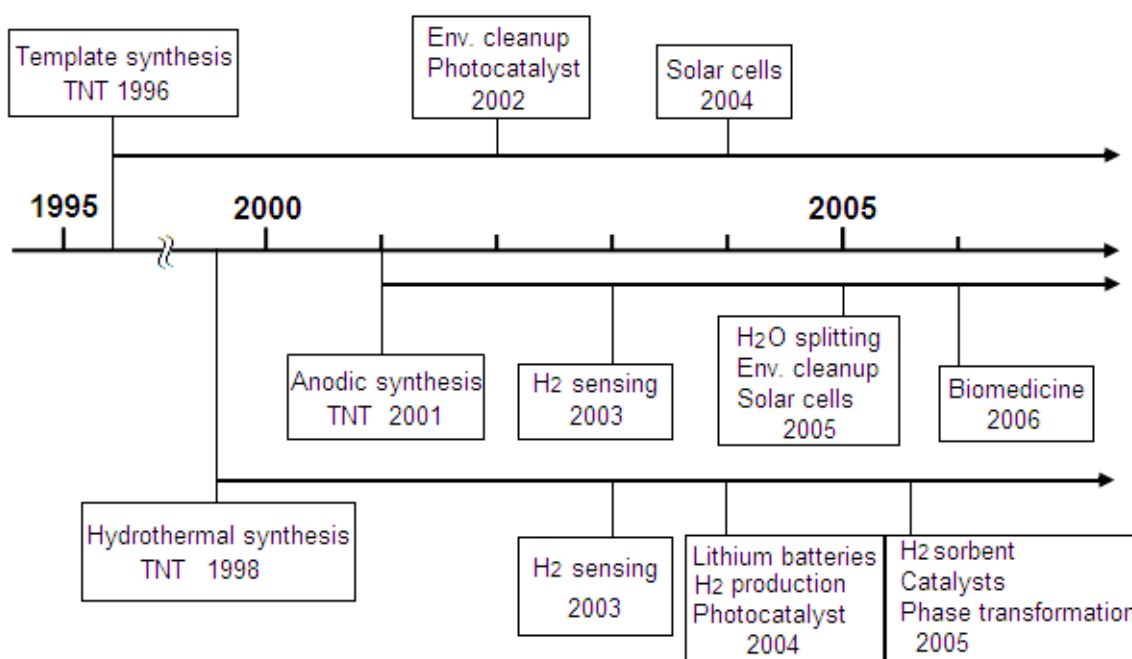 Template synthesis
TNT 1996
Env. cleanup
Photocatalyst
2002
Solar cells
2004
1995
2000
2005
Anodic synthesis
TNT 2001
H2 sensing
2003
H2O splitting
Env. cleanup
Solar cells
2005
Biomedicine
2006
Hydrothermal synthesis
TNT 1998
H2 sensing
2003
Lithium batteries
H2 production
Photocatalyst
2004
H2 sorbent
Catalysts
Phase transformation
2005